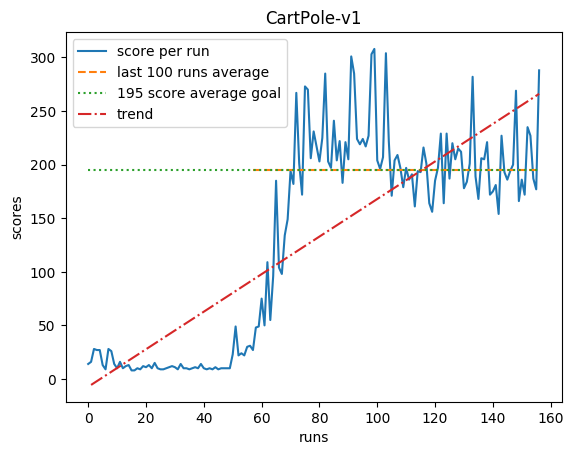 CartPole-v1
score per run
last 100 runs average
195 score average goal
trend
scores
300
250
200
150
100
50
0
0 20 40 60 80 100 120 140 160
runs